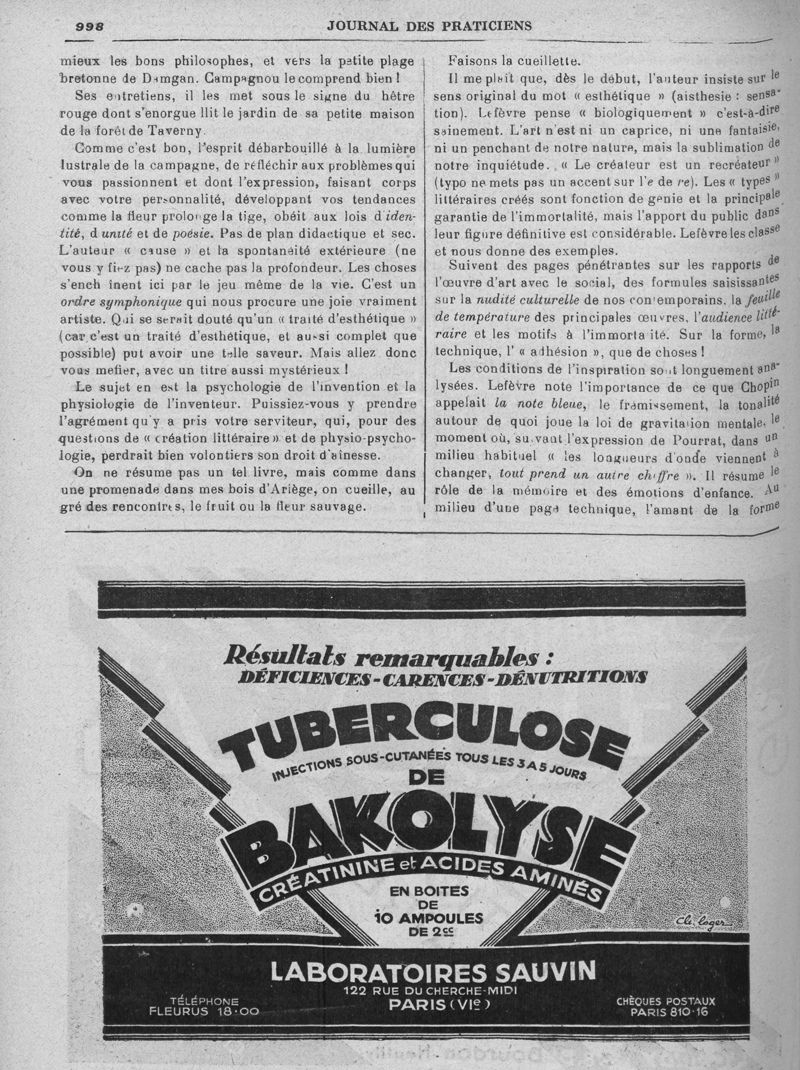 998
JOURNAL DES PRATICIENS
mieux les bons philosophes, et vers la petite plage
bretonne de Damgan. Campagnou le comprend bien !
Ses entretiens, il les met sous le signe du hêtre
rouge dont s'enorgue llit le jardin de sa petite maison
de la forêt de Taverny.
Comme c'est bon, l'esprit débarbouillé à la lumière
lustrale de la campagne, de réfléchir aux problèmes qui
vous passionnent et dont l'expression, faisant corps
avec votre personnalité, développant vos tendances
comme la fleur prolonge la tige, obéit aux lois d'iden-
tité, d unité et de poésie. Pas de plan didactique et sec.
L'auteur « cause » et la spontanéité extérieure (ne
vous y fiez pas) ne cache pas la profondeur. Les choses
s'ench inent ici par le jeu même de la vie. C'est un
ordre symphonique qui nous procure une joie vraiment
artiste. Qui se serait douté qu'un « traité d'esthétique »
(car c'est un traité d'esthétique, et aussi complet que
possible) put avoir une telle saveur. Mais allez donc
vous mefier, avec un titre aussi mystérieux !
Le sujet en est la psychologie de l'invention et la
physiologie de l'inventeur. Puissiez-vous y prendre
l'agrément qu'y a pris votre serviteur, qui, pour des
questions de « création littéraire » et de physio-psycho-
logie, perdrait bien volontiers son droit d'aînesse.
On ne résume pas un tel livre, mais comme dans
une promenade dans mes bois d'Ariège, on cueille, au
gré des rencontres, le fruit ou la fleur sauvage.
Faisons la cueillette.
Il me plaît que, dès le début, l'auteur insiste sur le
sens original du mot « esthétique » (aisthesie : sensa-
tion). Lefèvre pense « biologiquement » c'est-à-dire
sainement. L'art n'est ni un caprice, ni une fantaisie,
ni un penchant de notre nature, mais la sublimation de
notre inquiétude. « Le créateur est un recréateur »
(typo ne mets pas un accent sur l'e de re). Les « types »
littéraires créés sont fonction de génie et la principale
garantie de l'immortalité, mais l'apport du public dans
leur figure définitive est considérable. Lefèvre les classe
et nous donne des exemples.
Suivent des pages pénétrantes sur les rapports de
l'œuvre d'art avec le social, des formules saisissantes
sur la nudité culturelle de nos contemporains, la feuille
de température des principales œuvres, l'audience litté-
raire et les motifs à l'immorta ité. Sur la forme, la
technique, l' « adhésion », que de choses !
Les conditions de l'inspiration sont longuement ana-
lysées. Lefèvre note l'importance de ce que Chopin
appelait la note bleue, le frémissement, la tonalité
autour de quoi joue la loi de gravitation mentale, le
moment où, suivant l'expression de Pourrat, dans un
milieu habituel « les longueurs d'onde viennent à
changer, tout prend un autre chiffre ». Il résume le
rôle de la mémoire et des émotions d'enfance. Au
milieu d'une page technique, l'amant de la forme
Résultats remarquables :
DÉFICIENCES - CARENCES - DÉNUTRITIONS
TUBERCULOSE
INJECTIONS SOUS-CUTANÉES TOUS LES 3 A 5 JOURS
DE
BAKOLYSE
CRÉATININE et ACIDES AMINÉS
EN BOITES
DE
10 AMPOULES
DE 2cc
Ch. Loger
LABORATOIRES SAUVIN
122 RUE DU CHERCHE-MIDI
PARIS (VIe)
TÉLÉPHONE
FLEURUS 18-00
CHÈQUES POSTAUX
PARIS 810-16